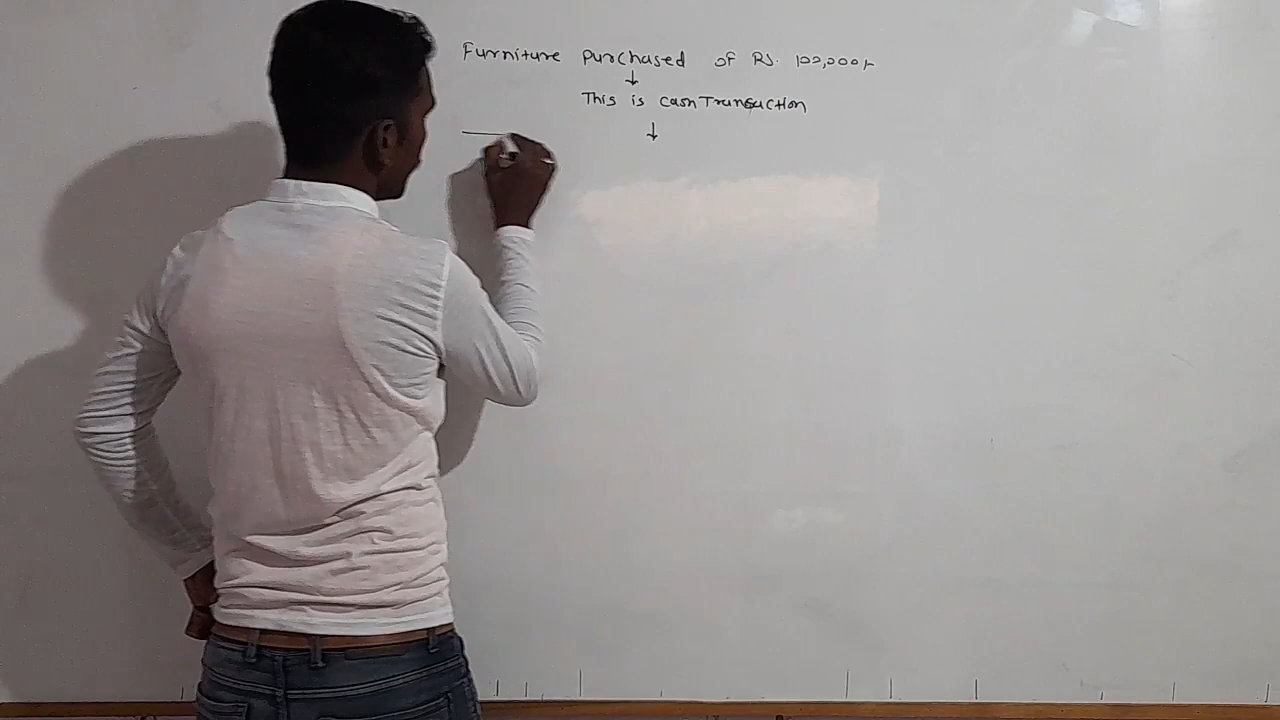 Furniture purchased of Rs. 100,000/-
↓
This is cash Transaction
↓